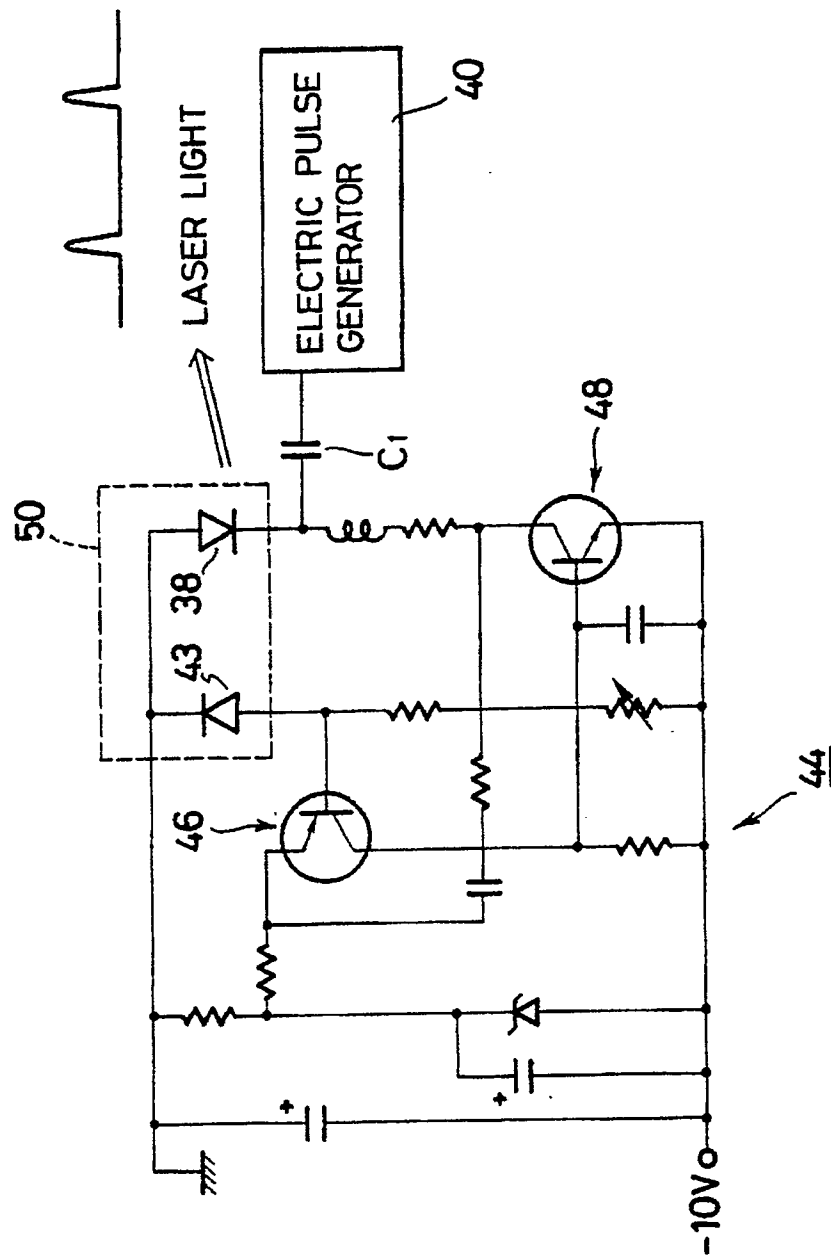 LASER LIGHT
50
38
43
ELECTRIC PULSE
GENERATOR
40
C1
46
48
+
+
-10V
44